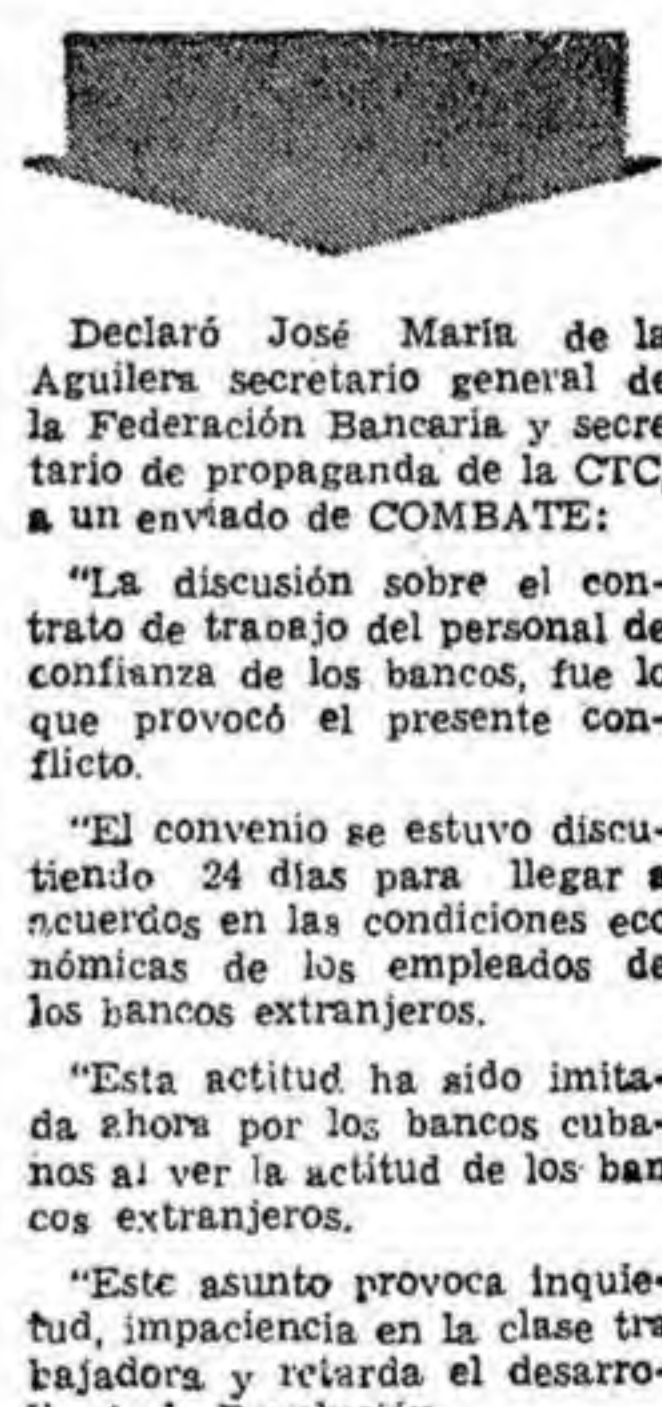 Declaró José María de la
Aguilera secretario general de
la Federación Bancaria y secre
tario de propaganda de la CTC,
a un enviado de COMBATE:
"La discusión sobre el con-
trato de trabajo del personal de
confianza de los bancos, fue lo
que provocó el presente con-
flicto.
"El convenio se estuvo discu-
tiendo 24 días para llegar a
acuerdos en las condiciones eco
nómicas de los empleados de
los bancos extranjeros.
"Esta actitud ha sido imita-
da ahora por los bancos cuba-
nos al ver la actitud de los ban
cos extranjeros.
"Este asunto provoca inquie-
tud, impaciencia en la clase tra
bajadora y retarda el desarro-